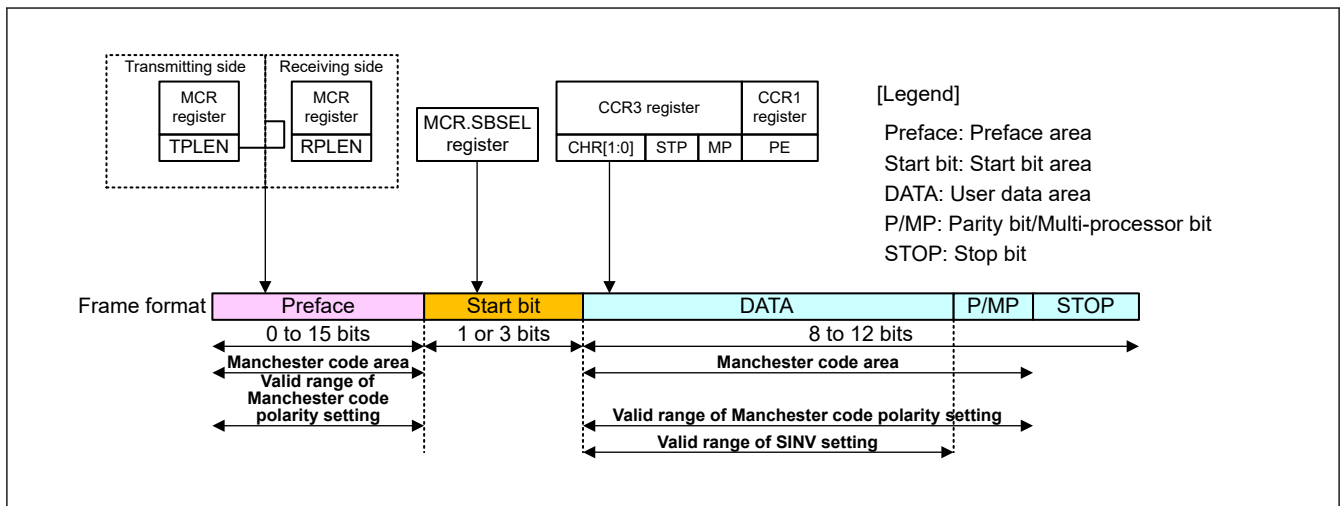 Transmitting side
Receiving side
MCR
register
TPLEN
MCR
register
RPLEN
MCR.SBSEL
register
CCR3 register
CCR1
register
CHR[1:0]
STP
MP
PE
[Legend]
Preface: Preface area
Start bit: Start bit area
DATA: User data area
P/MP: Parity bit/Multi-processor bit
STOP: Stop bit
Frame format
Preface
Start bit
DATA
P/MP
STOP
0 to 15 bits
1 or 3 bits
8 to 12 bits
Manchester code area
Manchester code area
Valid range of
Manchester code
polarity setting
Valid range of Manchester code polarity setting
Valid range of SINV setting